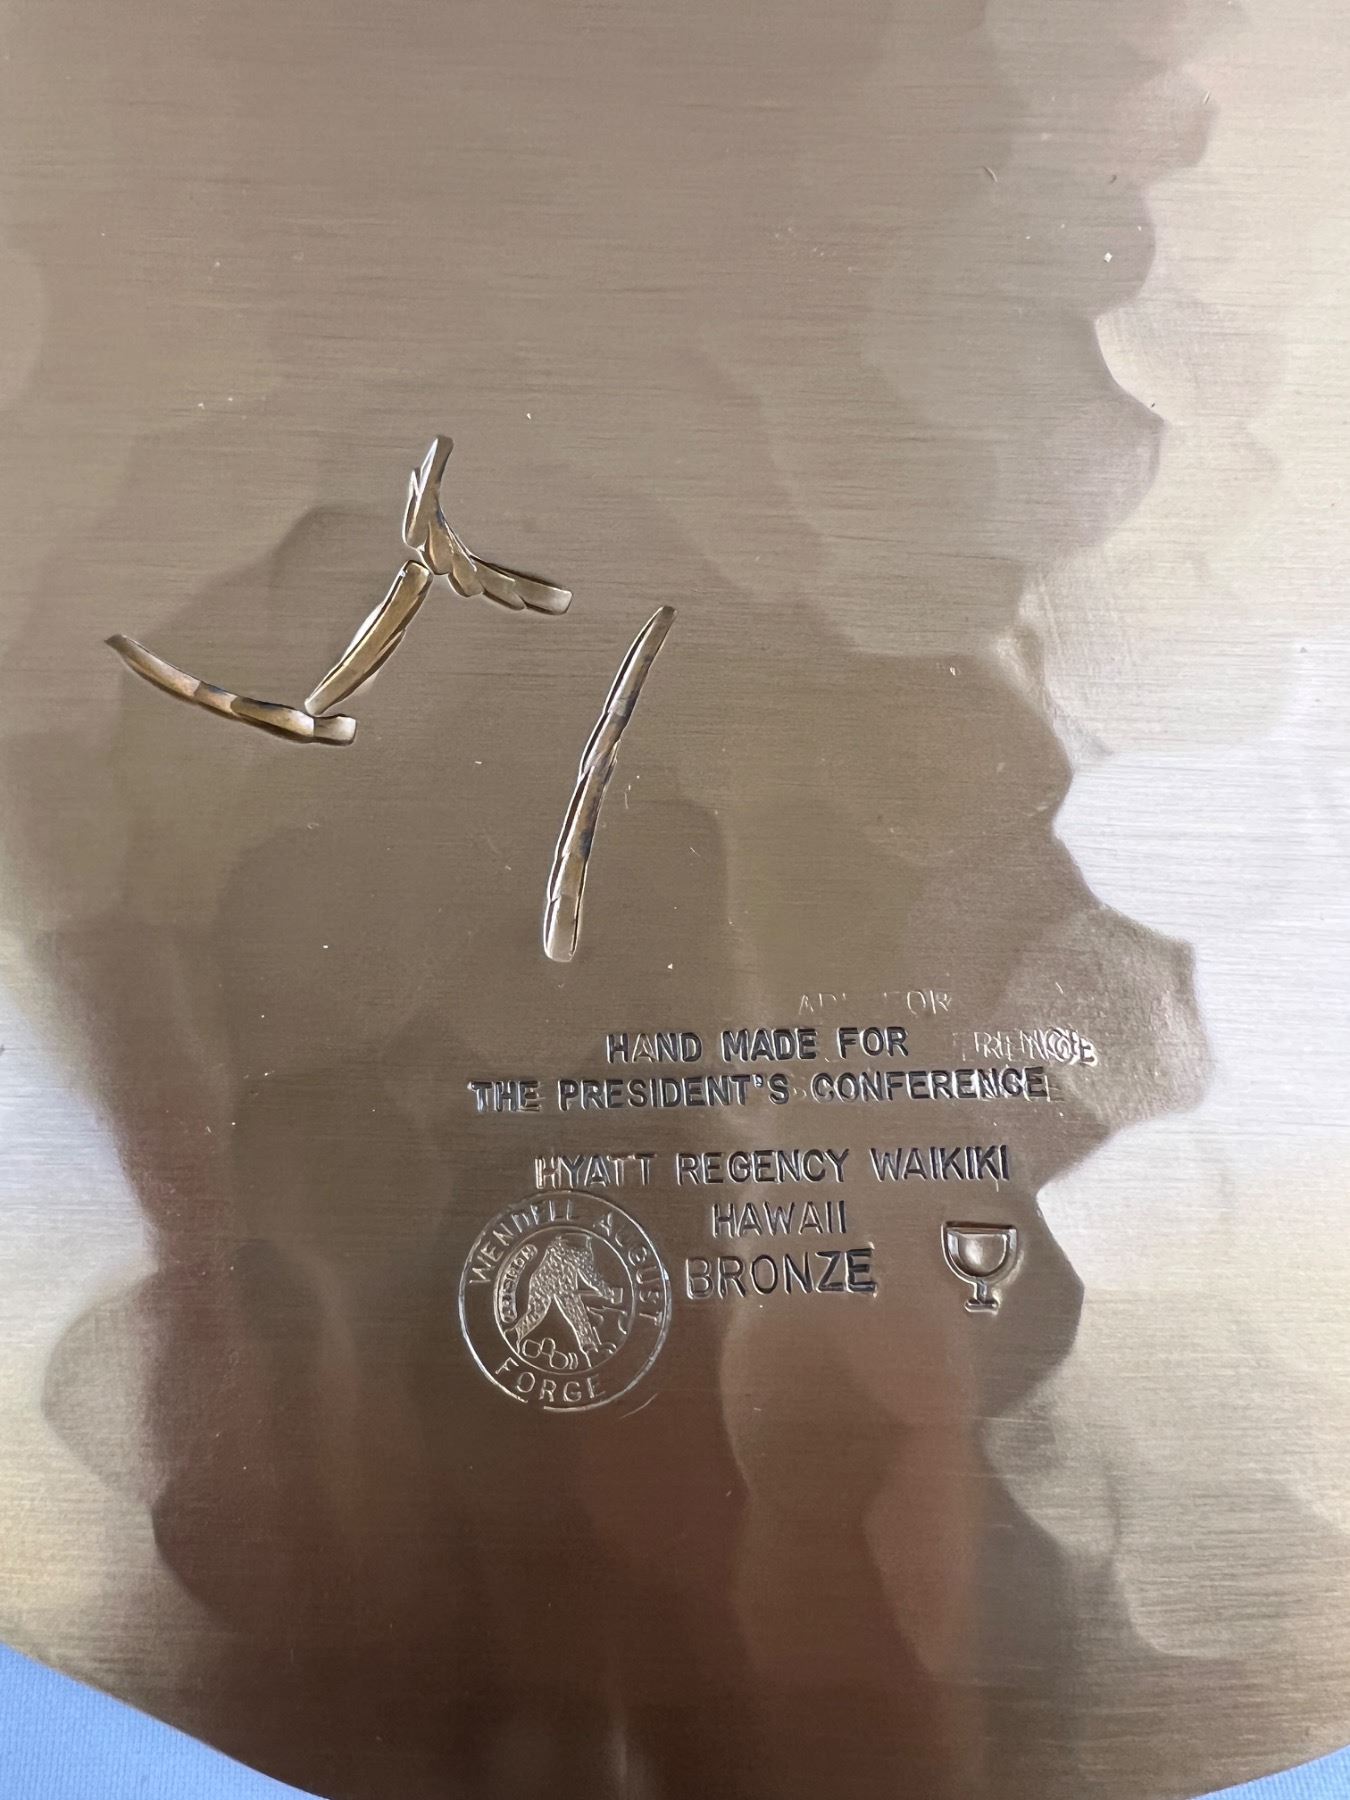 HAND MADE FOR
THE PRESIDENT'S CONFERENCE
HYATT REGENCY WAIKIKI
HAWAII
BRONZE
WENDELL AUGUST
FORGE